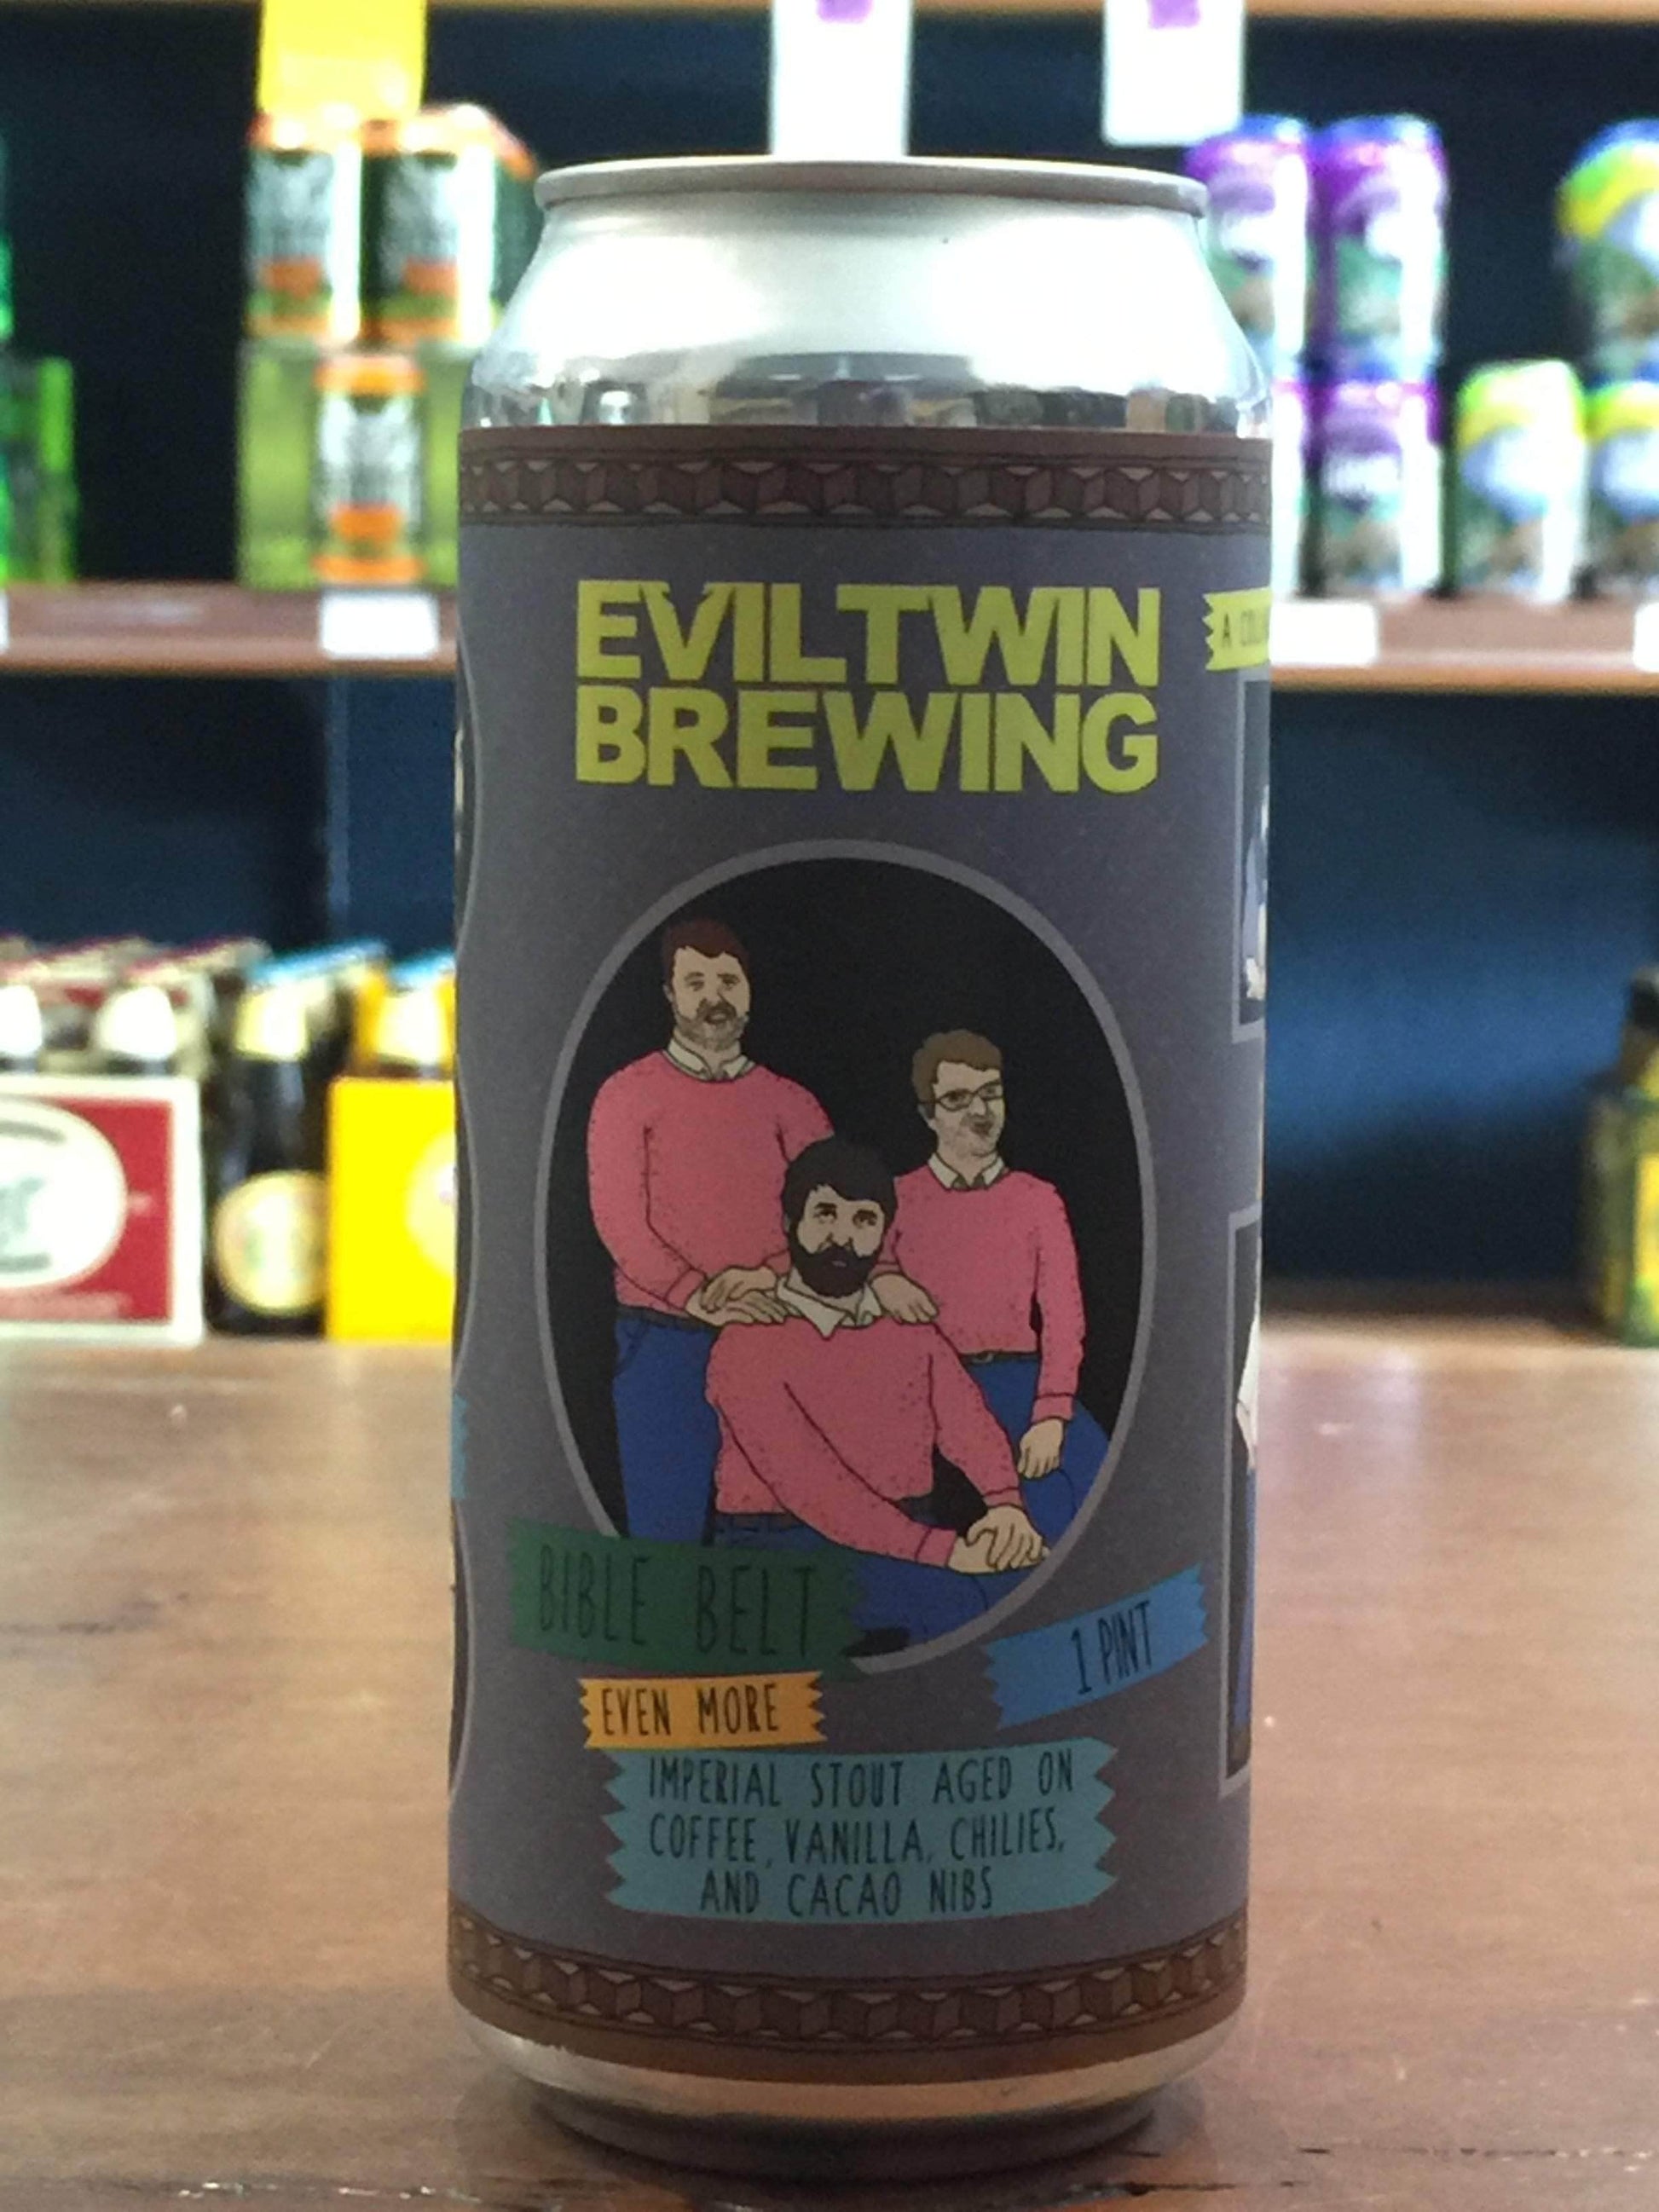 EVILTWIN
BREWING
BIBLE BELT
1 PINT
EVEN MORE
IMPERIAL STOUT AGED ON
COFFEE, VANILLA, CHILIES,
AND CACAO NIBS
A